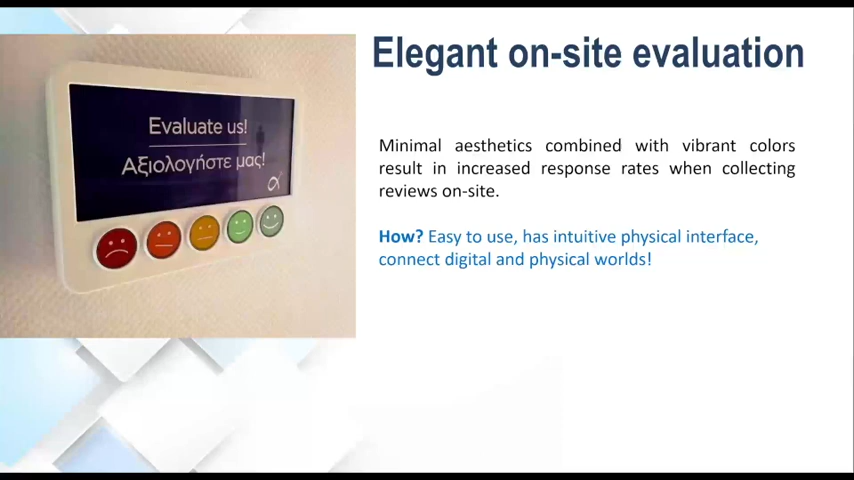 Elegant on-site evaluation
Evaluate us!
Αξιολογήστε μας!
Minimal aesthetics combined with vibrant colors
result in increased response rates when collecting
reviews on-site.
How? Easy to use, has intuitive physical interface,
connect digital and physical worlds!